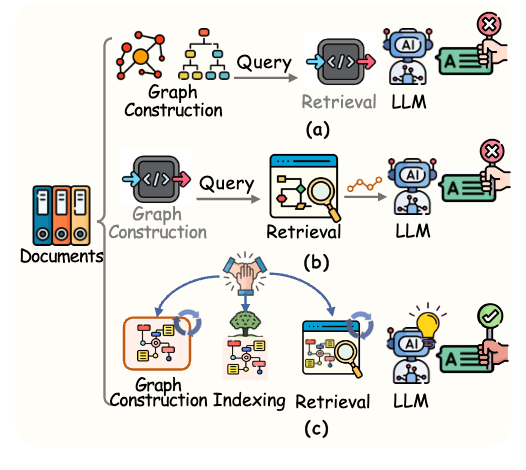 Query
Graph
Construction
Retrieval
AI
LLM
A
(a)
Query
Graph
Construction
Retrieval
AI
LLM
A
(b)
Documents
Graph
Construction
Indexing
Retrieval
AI
LLM
A
(c)